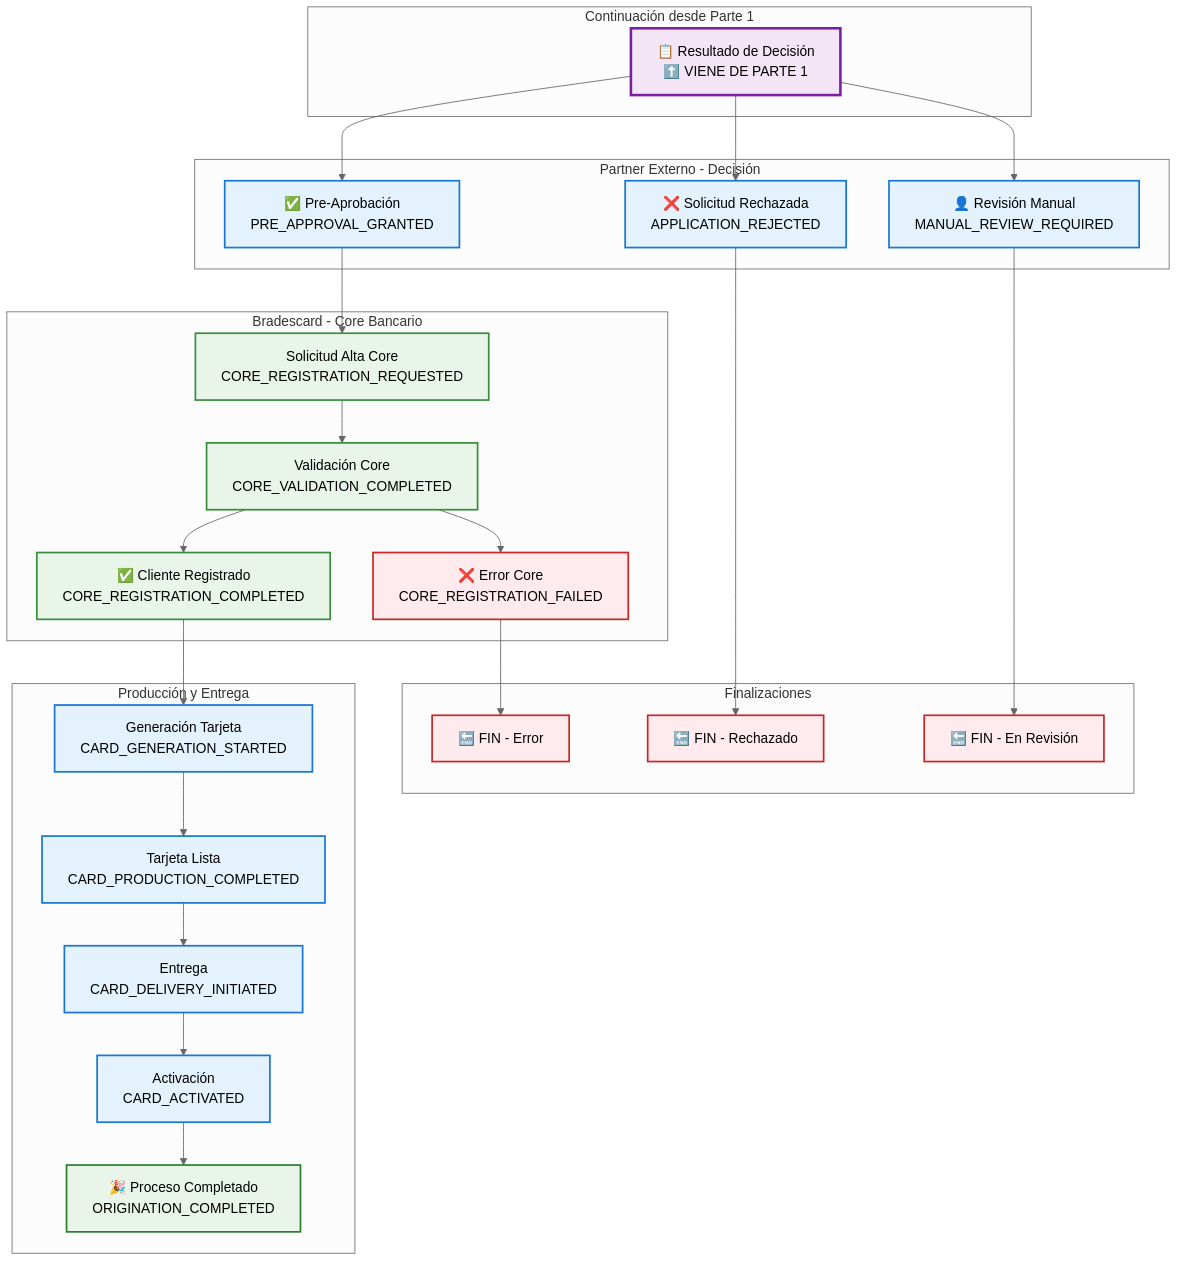 Continuación desde Parte 1
📋 Resultado de Decisión
⬆️ VIENE DE PARTE 1
Partner Externo - Decisión
✅ Pre-Aprobación
PRE_APPROVAL_GRANTED
❌ Solicitud Rechazada
APPLICATION_REJECTED
👤 Revisión Manual
MANUAL_REVIEW_REQUIRED
Bradescard - Core Bancario
Solicitud Alta Core
CORE_REGISTRATION_REQUESTED
Validación Core
CORE_VALIDATION_COMPLETED
✅ Cliente Registrado
CORE_REGISTRATION_COMPLETED
❌ Error Core
CORE_REGISTRATION_FAILED
Producción y Entrega
Generación Tarjeta
CARD_GENERATION_STARTED
Tarjeta Lista
CARD_PRODUCTION_COMPLETED
Entrega
CARD_DELIVERY_INITIATED
Activación
CARD_ACTIVATED
🎉 Proceso Completado
ORIGINATION_COMPLETED
Finalizaciones
🔚 FIN - Error
🔚 FIN - Rechazado
🔚 FIN - En Revisión